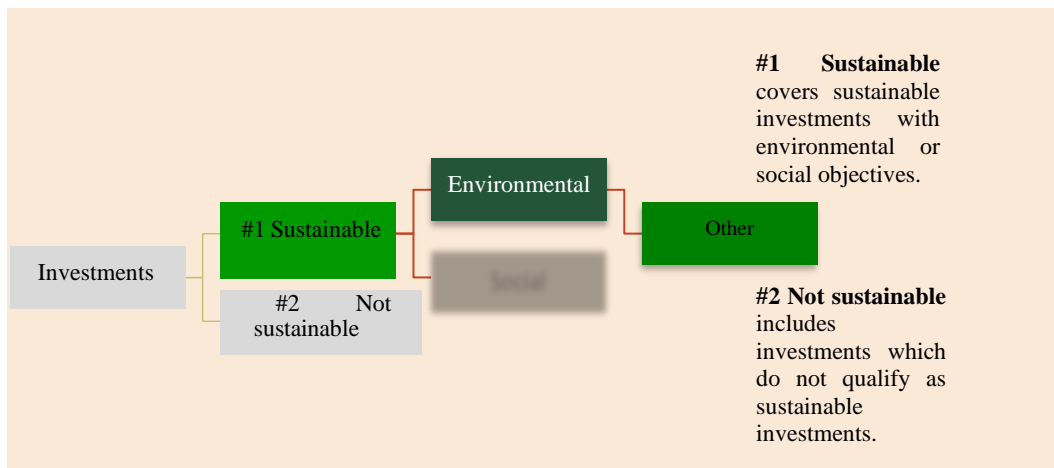 #1 Sustainable
covers sustainable
investments with
environmental or
social objectives.
Environmental
#1 Sustainable
Other
Investments
Social
#2 Not
sustainable
#2 Not sustainable
includes
investments which
do not qualify as
sustainable
investments.